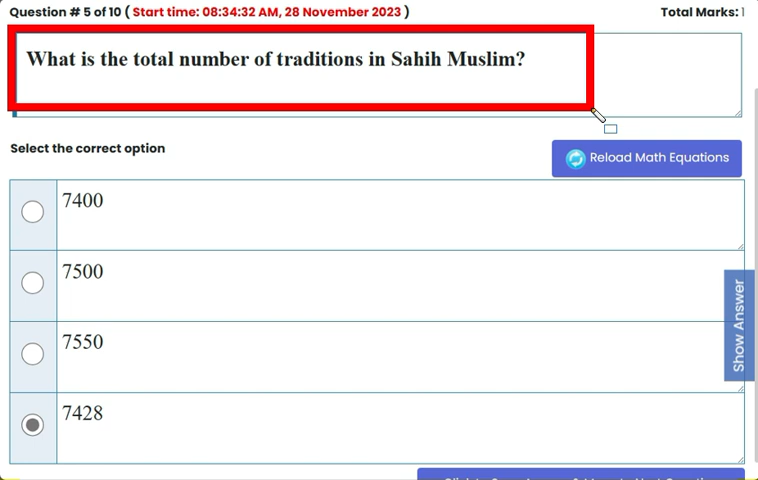 Question # 5 of 10 ( Start time: 08:34:32 AM, 28 November 2023 ) Total Marks: 1
What is the total number of traditions in Sahih Muslim?
Select the correct option
Reload Math Equations
7400
7500
7550
7428
Show Answer